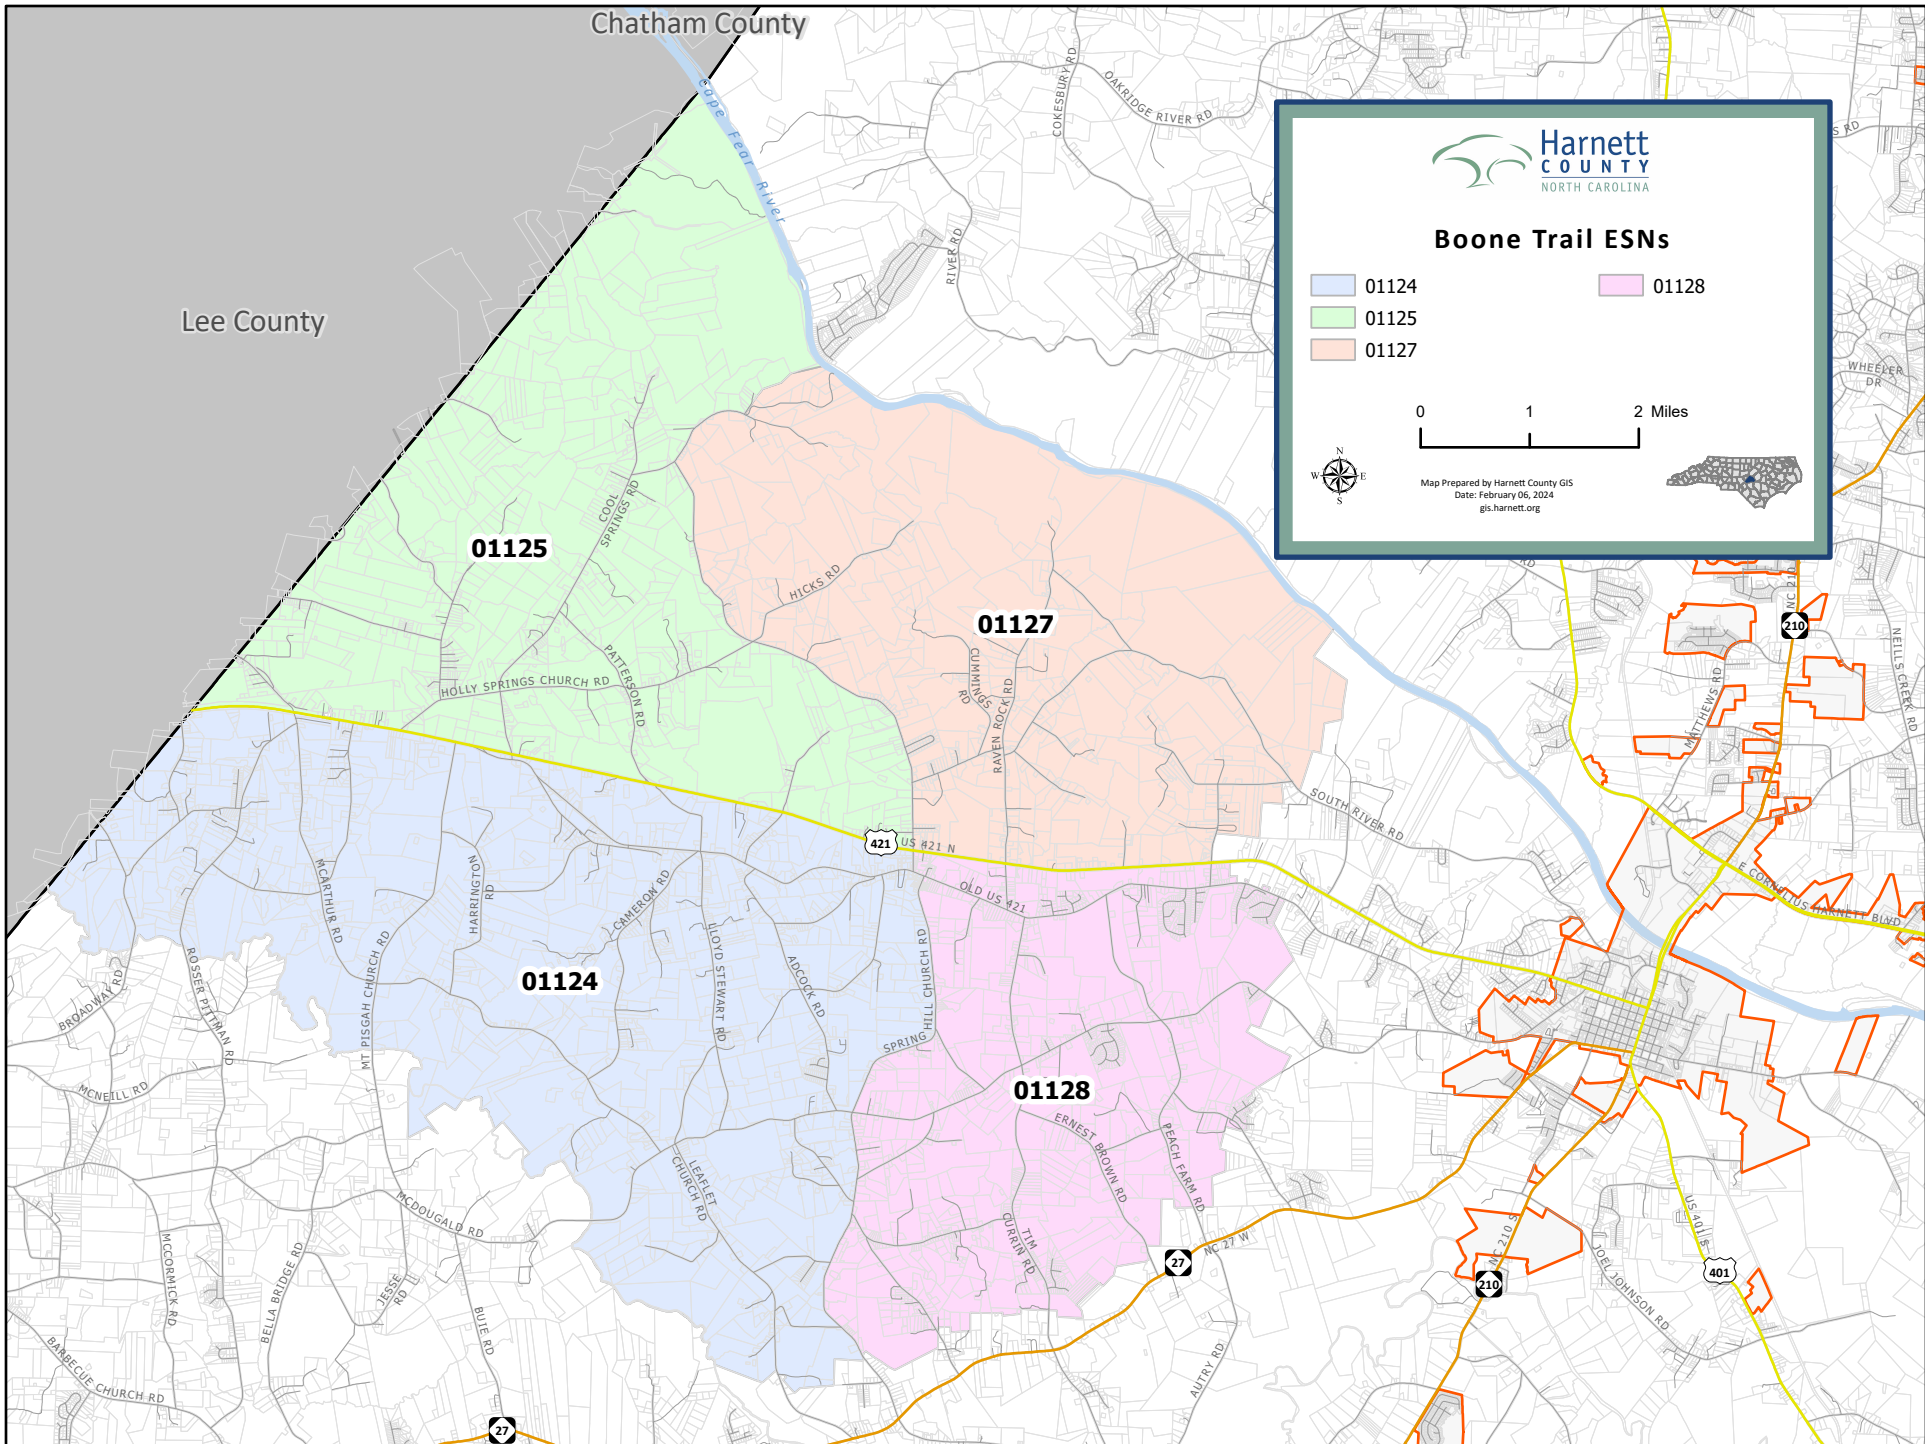 Chatham County
Lee County
Cape Fear River
COKESBURY RD
OAKRIDGE RIVER RD
RIVER RD
S RD
Harnett
COUNTY
NORTH CAROLINA
Boone Trail ESNs
01124
01128
01125
01127
0 1 2 Miles
N
W E
S
Map Prepared by Harnett County GIS
Date: February 06, 2024
gis.harnett.org
WHEELER
DR
RD
NC 210
210
NEILLS CREEK RD
MATTHEWS RD
COOL
SPRINGS RD
01125
HICKS RD
01127
CUMMINGS
RD
RAVEN ROCK RD
PATTERSON RD
HOLLY SPRINGS CHURCH RD
SOUTH RIVER RD
421
US 421 N
OLD US 421
E CORNELIUS HARNETT BLVD
MCARTHUR RD
HARRINGTON
RD
CAMERON RD
LLOYD STEWART RD
ADCOCK RD
SPRING HILL CHURCH RD
BROADWAY RD
ROSSER PITTMAN RD
MT PISGAH CHURCH RD
01124
01128
MCNEILL RD
ERNEST BROWN RD
PEACH FARM RD
LEAFLET
CHURCH RD
MCDOUGALD RD
TIM
CURRIN RD
NC 27 W
27
NC 210 S
210
US 401 S
401
JOEL JOHNSON RD
MCCORMICK RD
BELLA BRIDGE RD
JESSE
RD
BUIE RD
AUTRY RD
BARBECUE CHURCH RD
27